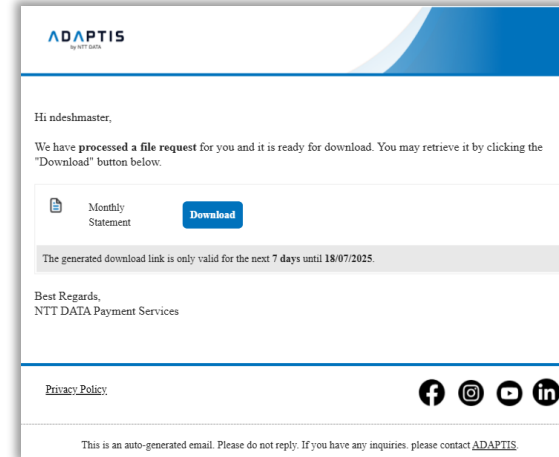 ADAPTIS
by NTT DATA
Hi ndeshmaster,
We have processed a file request for you and it is ready for download. You may retrieve it by clicking the
"Download" button below.
Monthly
Statement
Download
The generated download link is only valid for the next 7 days until 18/07/2025.
Best Regards,
NTT DATA Payment Services
Privacy Policy
This is an auto-generated email. Please do not reply. If you have any inquiries. please contact ADAPTIS.